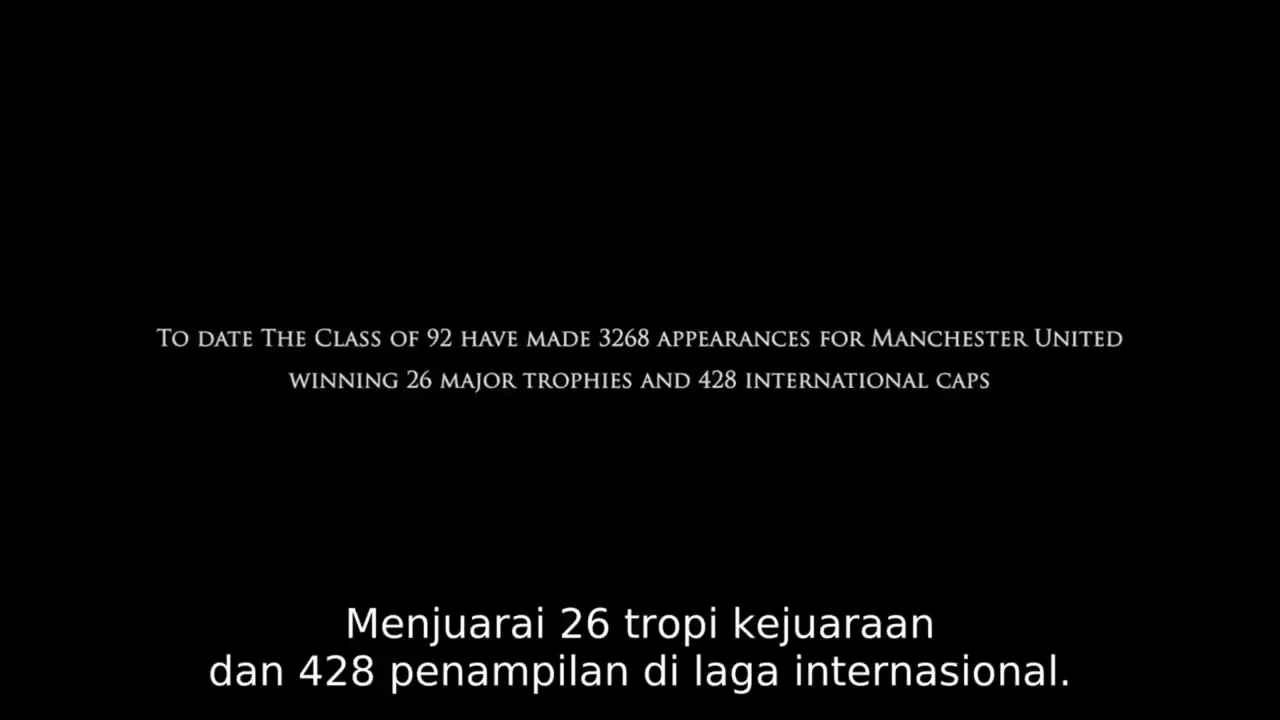 To date The Class of 92 have made 3268 appearances for Manchester United
winning 26 major trophies and 428 international caps
Menjuarai 26 tropi kejuaraan
dan 428 penampilan di laga internasional.